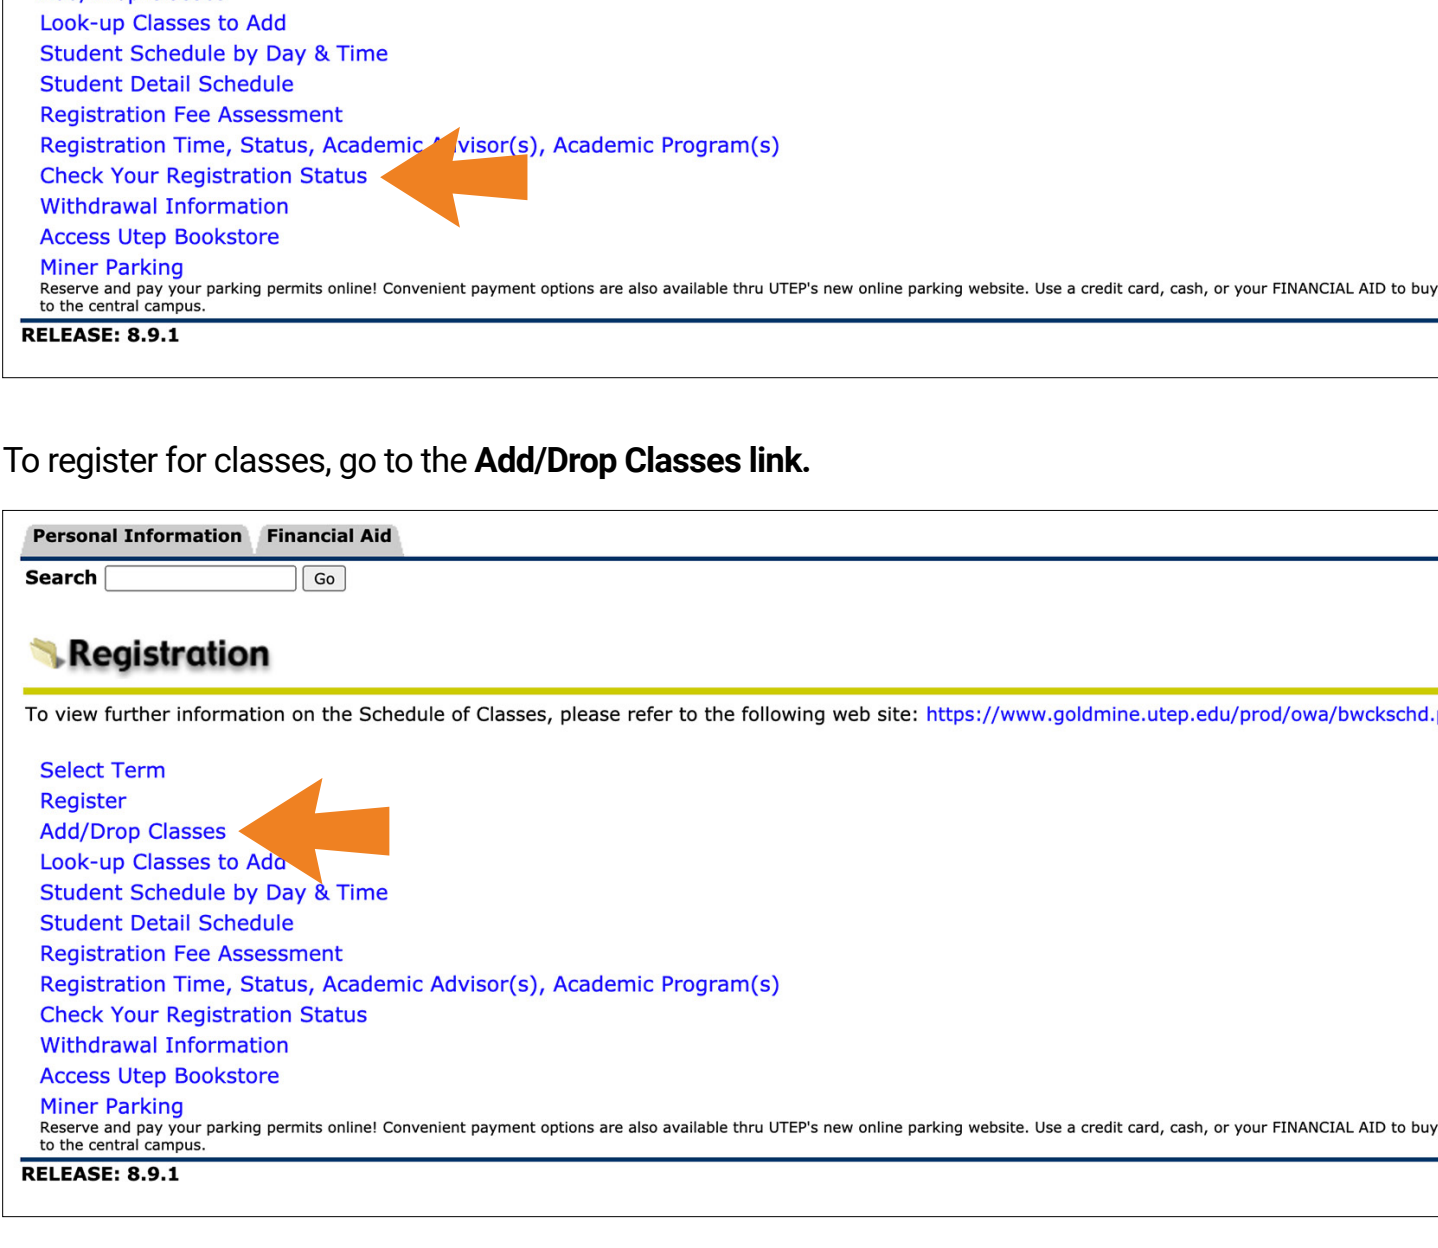 Look-up Classes to Add
Student Schedule by Day & Time
Student Detail Schedule
Registration Fee Assessment
Registration Time, Status, Academic Advisor(s), Academic Program(s)
Check Your Registration Status
Withdrawal Information
Access Utep Bookstore
Miner Parking
Reserve and pay your parking permits online! Convenient payment options are also available thru UTEP's new online parking website. Use a credit card, cash, or your FINANCIAL AID to buy
to the central campus.
RELEASE: 8.9.1
To register for classes, go to the Add/Drop Classes link.
Personal Information Financial Aid
Search Go
Registration
To view further information on the Schedule of Classes, please refer to the following web site: https://www.goldmine.utep.edu/prod/owa/bwckschd.
Select Term
Register
Add/Drop Classes
Look-up Classes to Add
Student Schedule by Day & Time
Student Detail Schedule
Registration Fee Assessment
Registration Time, Status, Academic Advisor(s), Academic Program(s)
Check Your Registration Status
Withdrawal Information
Access Utep Bookstore
Miner Parking
Reserve and pay your parking permits online! Convenient payment options are also available thru UTEP's new online parking website. Use a credit card, cash, or your FINANCIAL AID to buy
to the central campus.
RELEASE: 8.9.1